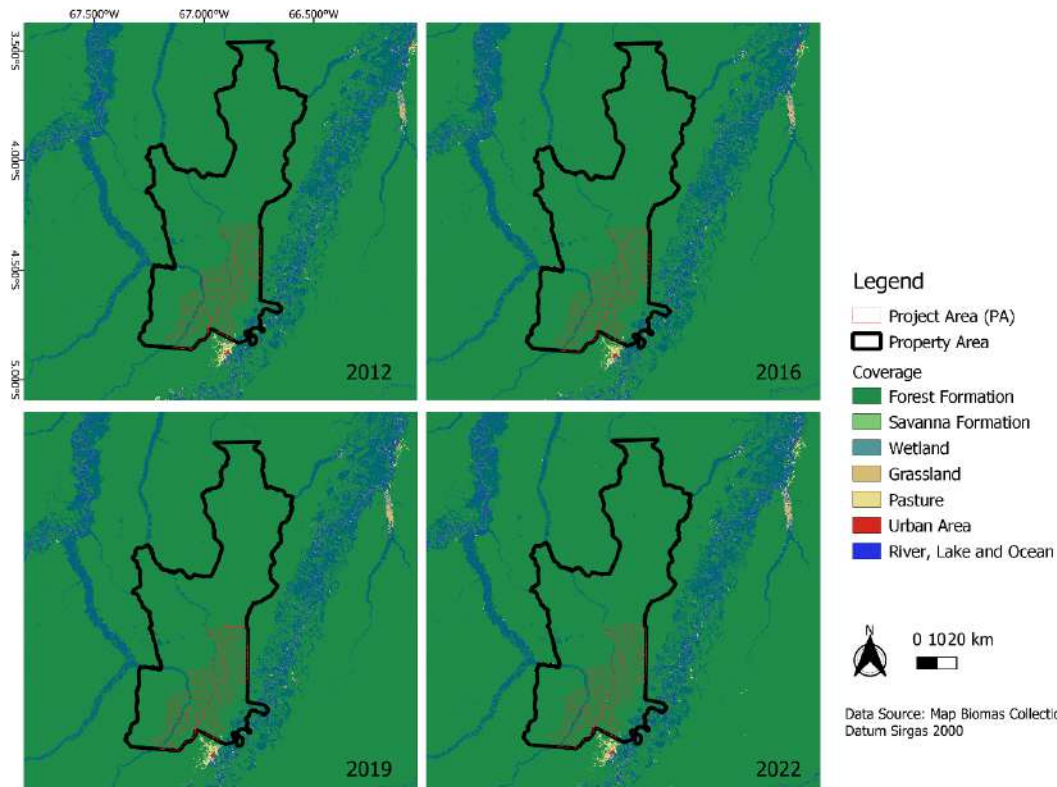 67.500°W 67.000°W 66.500°W
3.500°S
4.000°S
4.500°S
5.000°S
2012
2016
2019
2022
Legend
Project Area (PA)
Property Area
Coverage
Forest Formation
Savanna Formation
Wetland
Grassland
Pasture
Urban Area
River, Lake and Ocean
N
0 1020 km
Data Source: Map Biomas Collectio
Datum Sirgas 2000